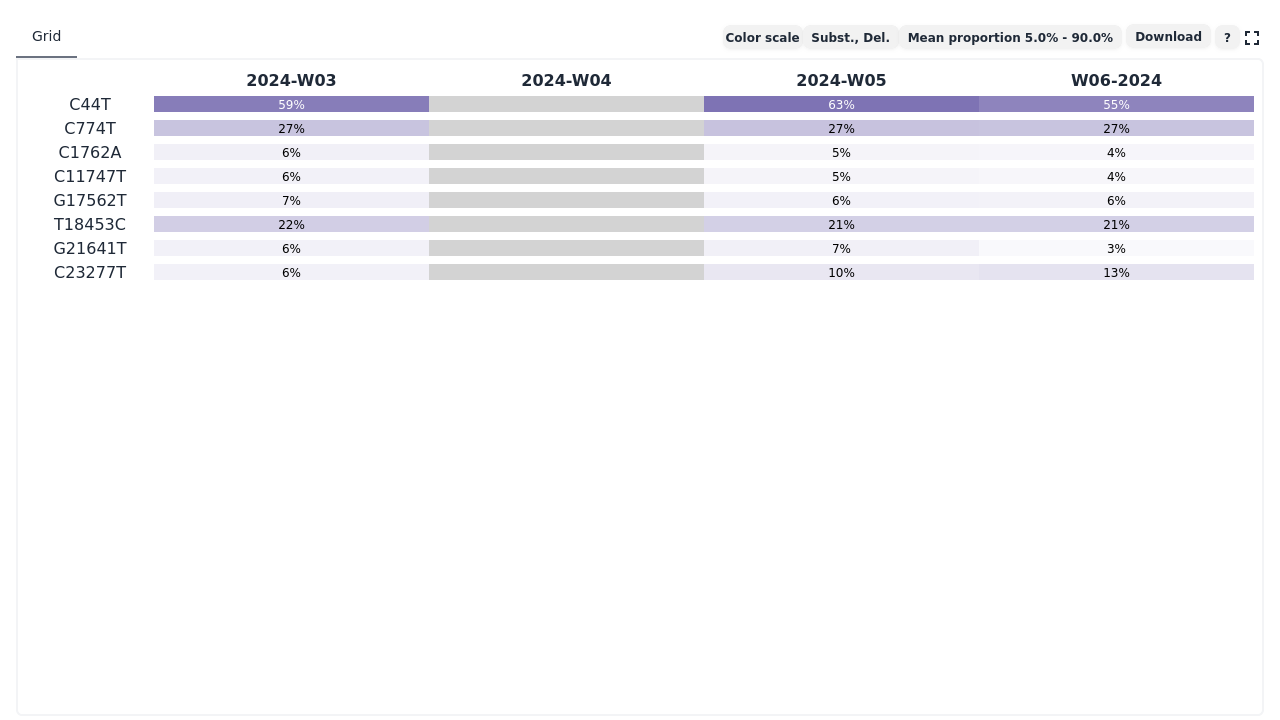 Grid
Color scale Subst., Del. Mean proportion 5.0% - 90.0% Download ?
2024-W03 2024-W04 2024-W05 W06-2024
C44T 59% 63% 55%
C774T 27% 27% 27%
C1762A 6% 5% 4%
C11747T 6% 5% 4%
G17562T 7% 6% 6%
T18453C 22% 21% 21%
G21641T 6% 7% 3%
C23277T 6% 10% 13%